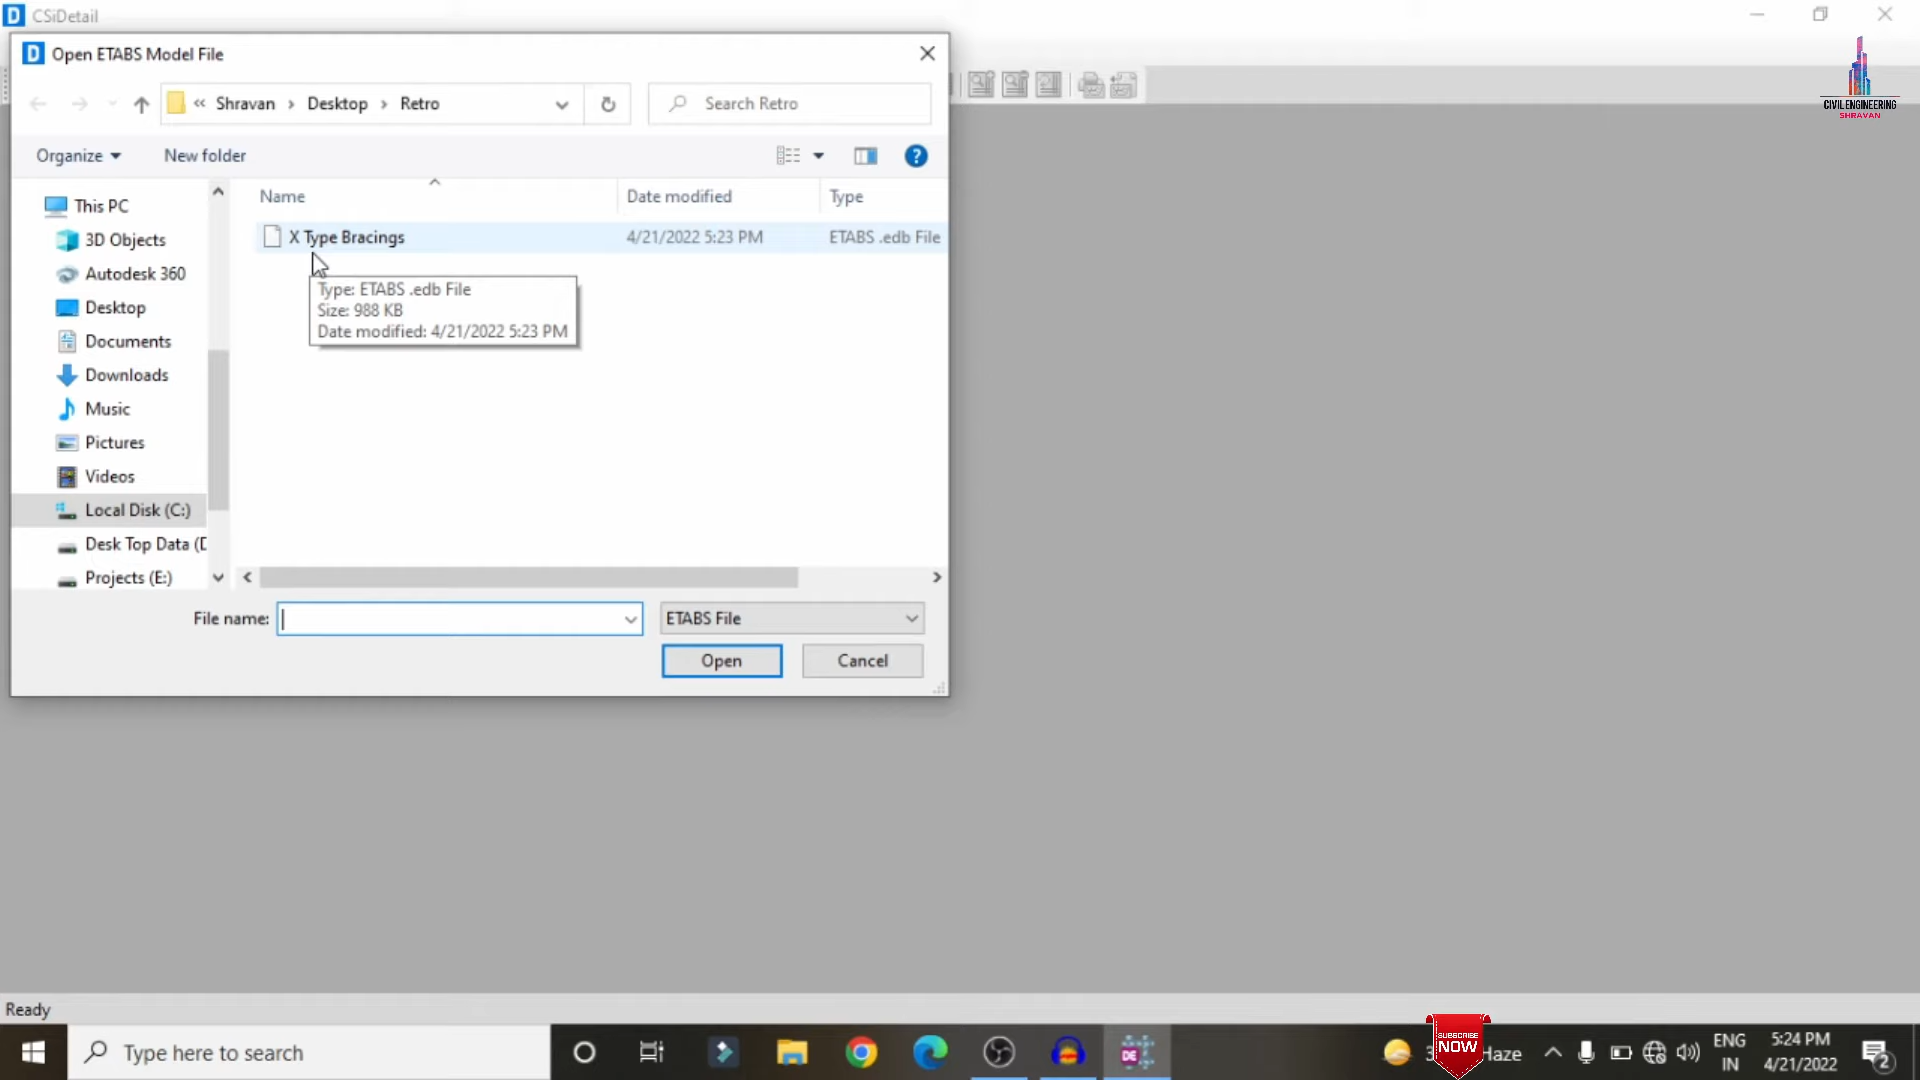 CSiDetail
Open ETABS Model File
« Shravan › Desktop › Retro
Search Retro
CIVIL ENGINEERING
SHRAVAN
Organize
New folder
Name
Date modified
Type
X Type Bracings
4/21/2022 5:23 PM
ETABS .edb File
Type: ETABS .edb File
Size: 988 KB
Date modified: 4/21/2022 5:23 PM
This PC
3D Objects
Autodesk 360
Desktop
Documents
Downloads
Music
Pictures
Videos
Local Disk (C:)
Desk Top Data (D
Projects (E:)
File name:
ETABS File
Open
Cancel
Ready
Type here to search
DE
SUBSCRIBE
NOW
Haze
ENG
IN
5:24 PM
4/21/2022
2